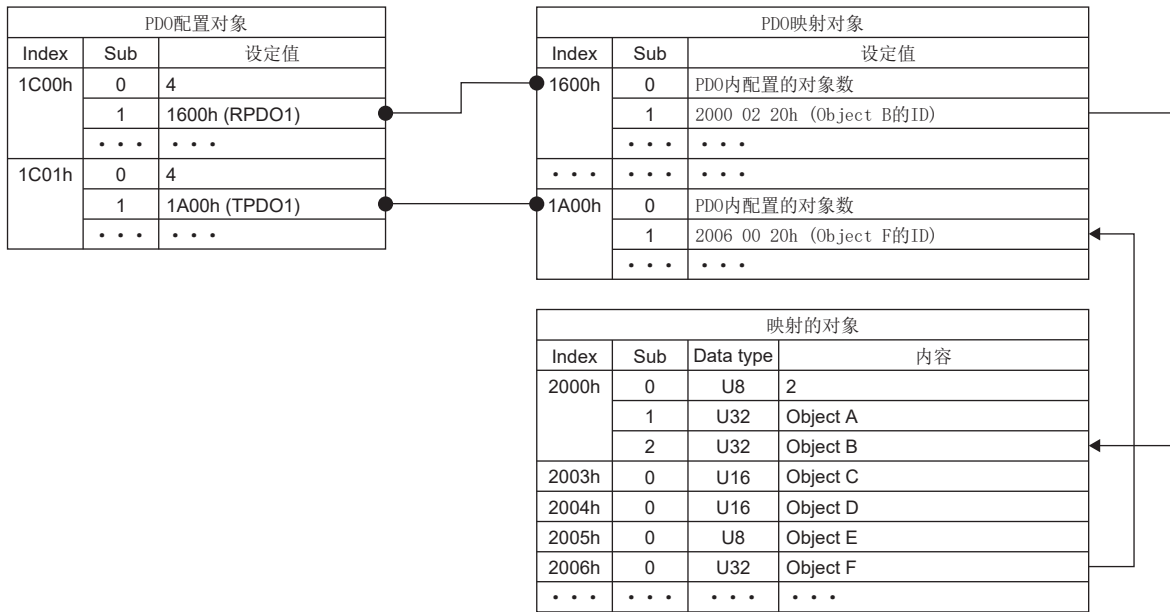 PDO配置对象
Index Sub 设定值
1C00h 0 4
1 1600h (RPDO1)
• • • • • •
1C01h 0 4
1 1A00h (TPDO1)
• • • • • •
PDO映射对象
Index Sub 设定值
1600h 0 PDO内配置的对象数
1 2000 02 20h (Object B的ID)
• • • • • •
• • • • • • • • •
1A00h 0 PDO内配置的对象数
1 2006 00 20h (Object F的ID)
• • • • • •
映射的对象
Index Sub Data type 内容
2000h 0 U8 2
1 U32 Object A
2 U32 Object B
2003h 0 U16 Object C
2004h 0 U16 Object D
2005h 0 U8 Object E
2006h 0 U32 Object F
• • • • • • • • • • • •